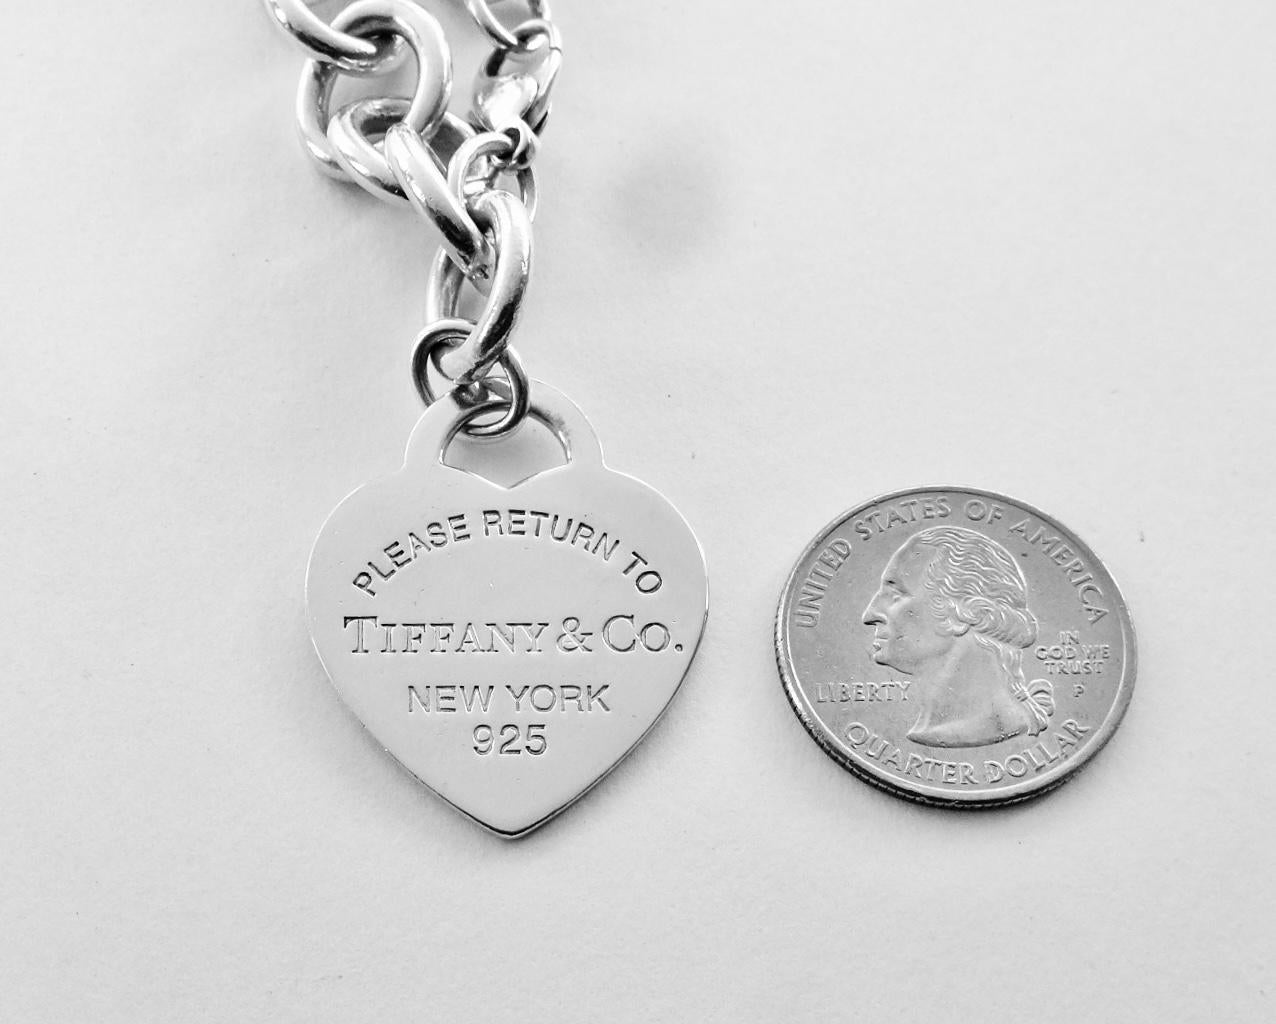 PLEASE RETURN TO
TIFFANY & CO.
NEW YORK
925
UNITED STATES OF AMERICA
IN
GOD WE
TRUST
LIBERTY
P
QUARTER DOLLAR